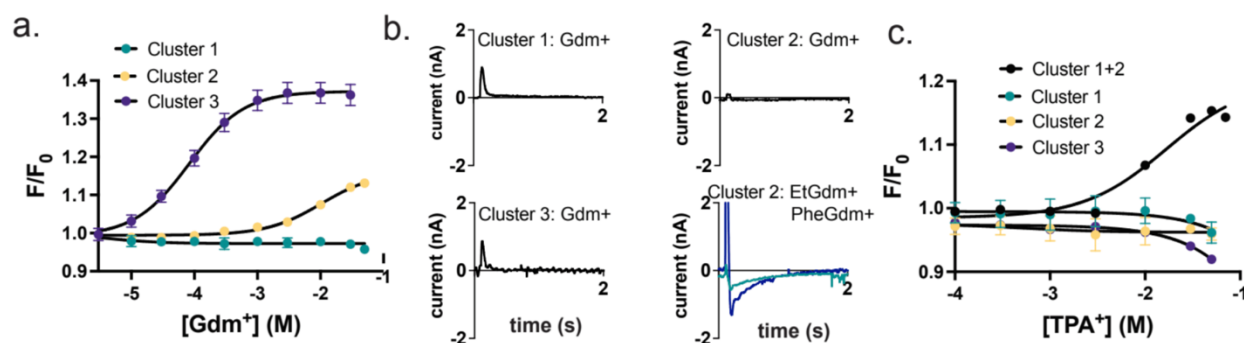 a.
Cluster 1
Cluster 2
Cluster 3
1.4
1.3
1.2
1.1
1.0
0.9
F/F0
-5
-4
-3
-2
-1
[Gdm+] (M)
b.
2
0
-2
current (nA)
Cluster 1: Gdm+
2
2
0
-2
current (nA)
Cluster 2: Gdm+
2
2
0
-2
current (nA)
Cluster 3: Gdm+
2
time (s)
2
0
-2
current (nA)
Cluster 2: EtGdm+
PheGdm+
2
time (s)
c.
Cluster 1+2
Cluster 1
Cluster 2
Cluster 3
1.2
1.1
1.0
0.9
F/F0
-4
-3
-2
-1
[TPA+] (M)